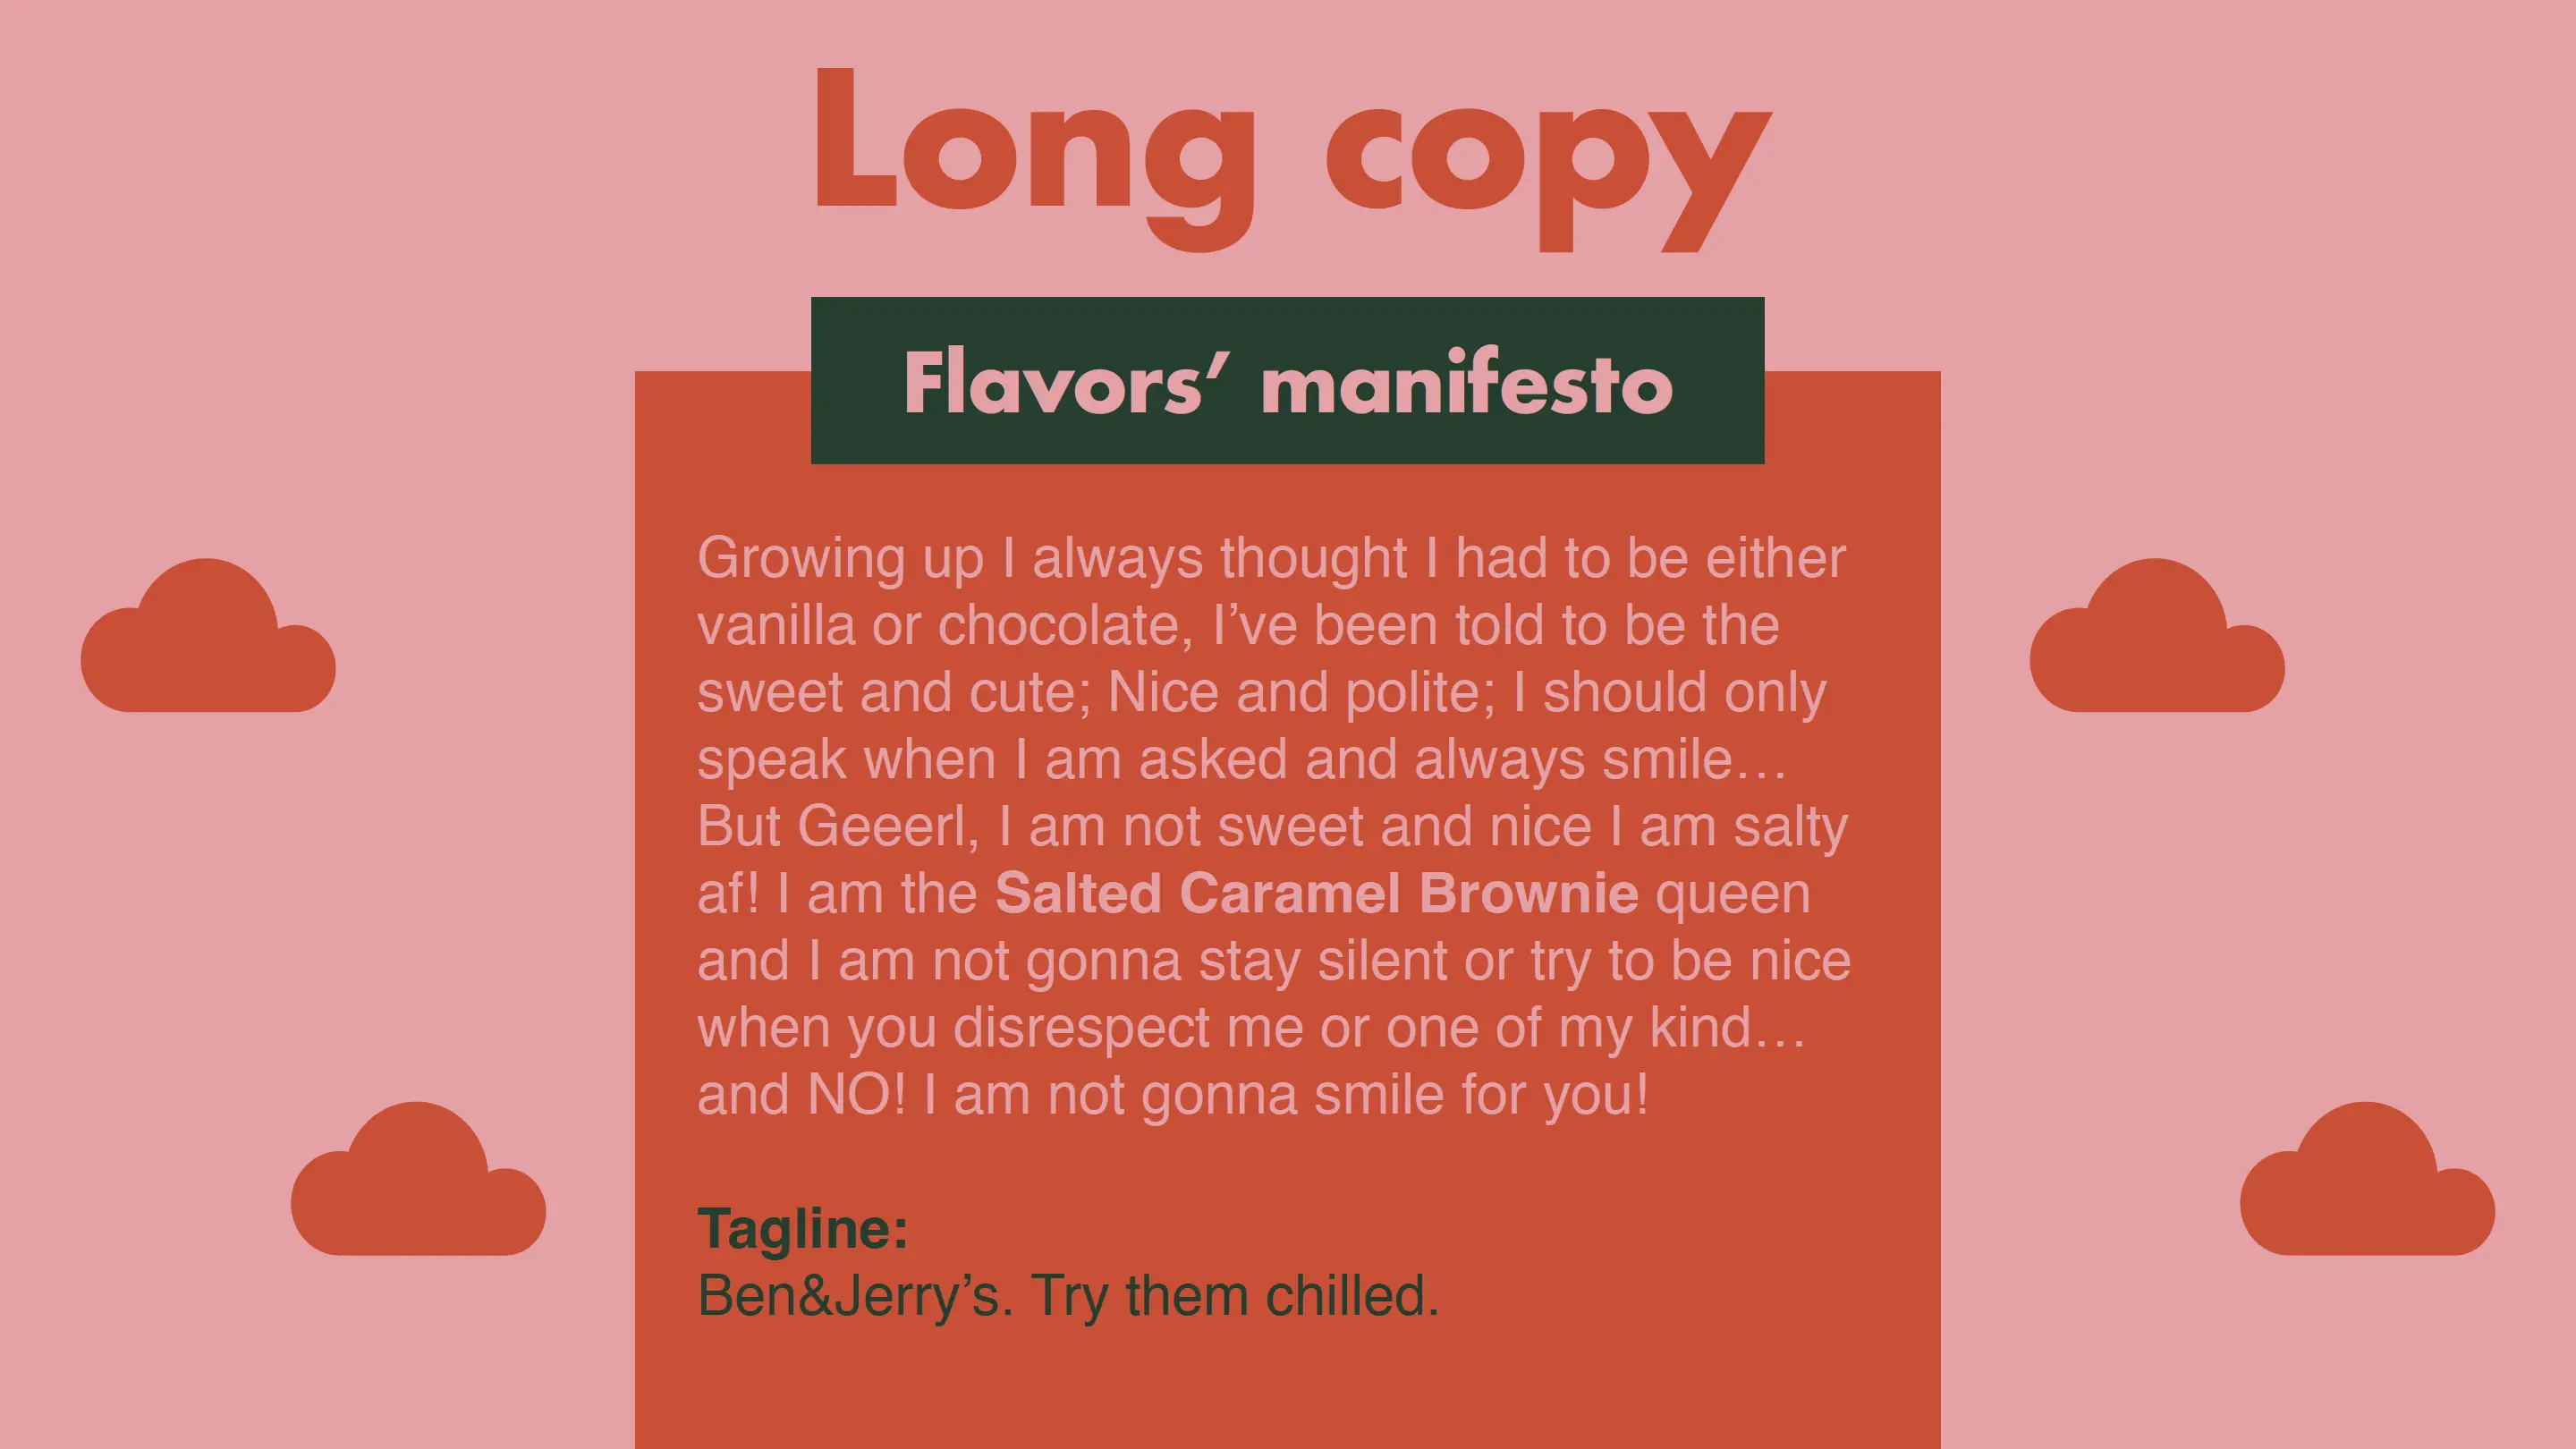 Long copy
Flavors’ manifesto
Growing up I always thought I had to be either
vanilla or chocolate, I’ve been told to be the
sweet and cute; Nice and polite; I should only
speak when I am asked and always smile…
But Geeerl, I am not sweet and nice I am salty
af! I am the Salted Caramel Brownie queen
and I am not gonna stay silent or try to be nice
when you disrespect me or one of my kind…
and NO! I am not gonna smile for you!
Tagline:
Ben&Jerry’s. Try them chilled.